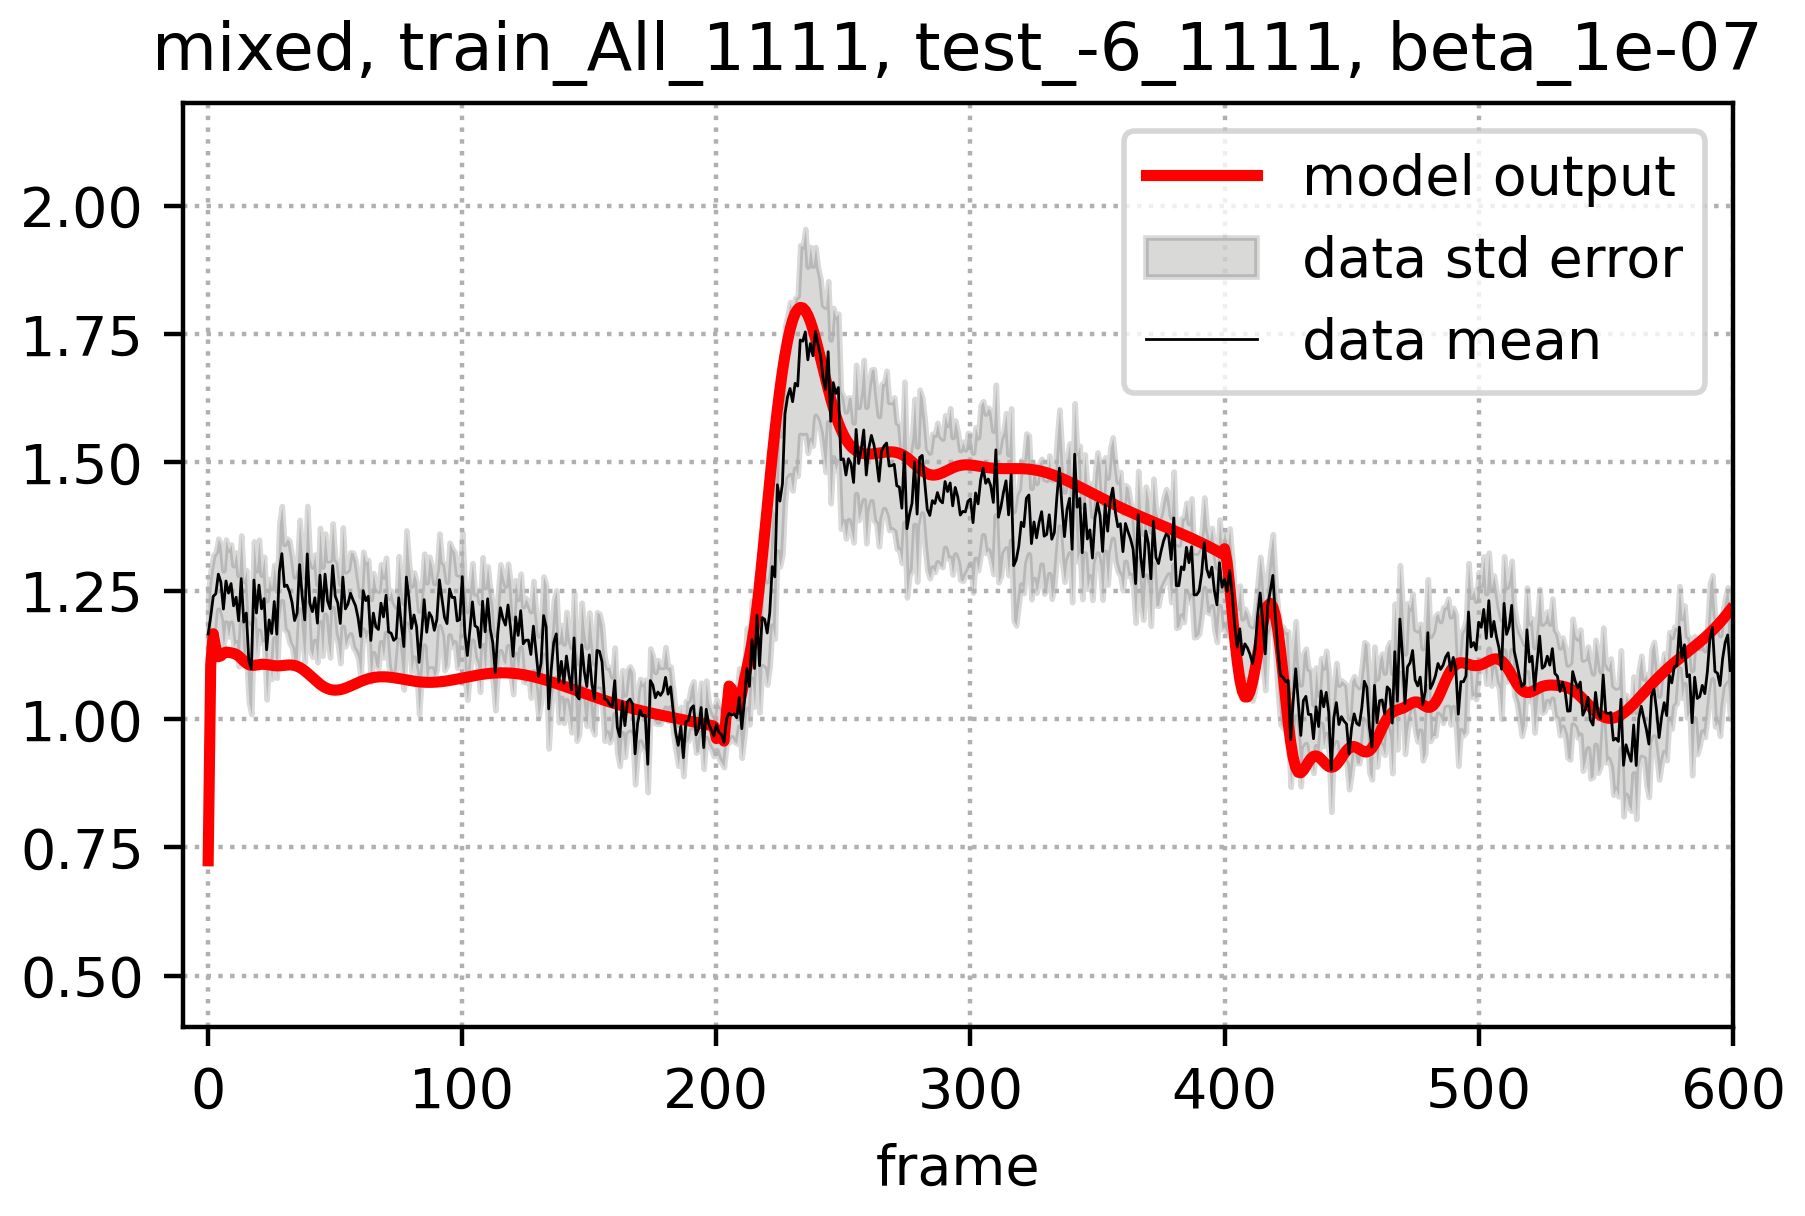 mixed, train_All_1111, test_-6_1111, beta_1e-07
model output
data std error
data mean
2.00
1.75
1.50
1.25
1.00
0.75
0.50
0 100 200 300 400 500 600
frame